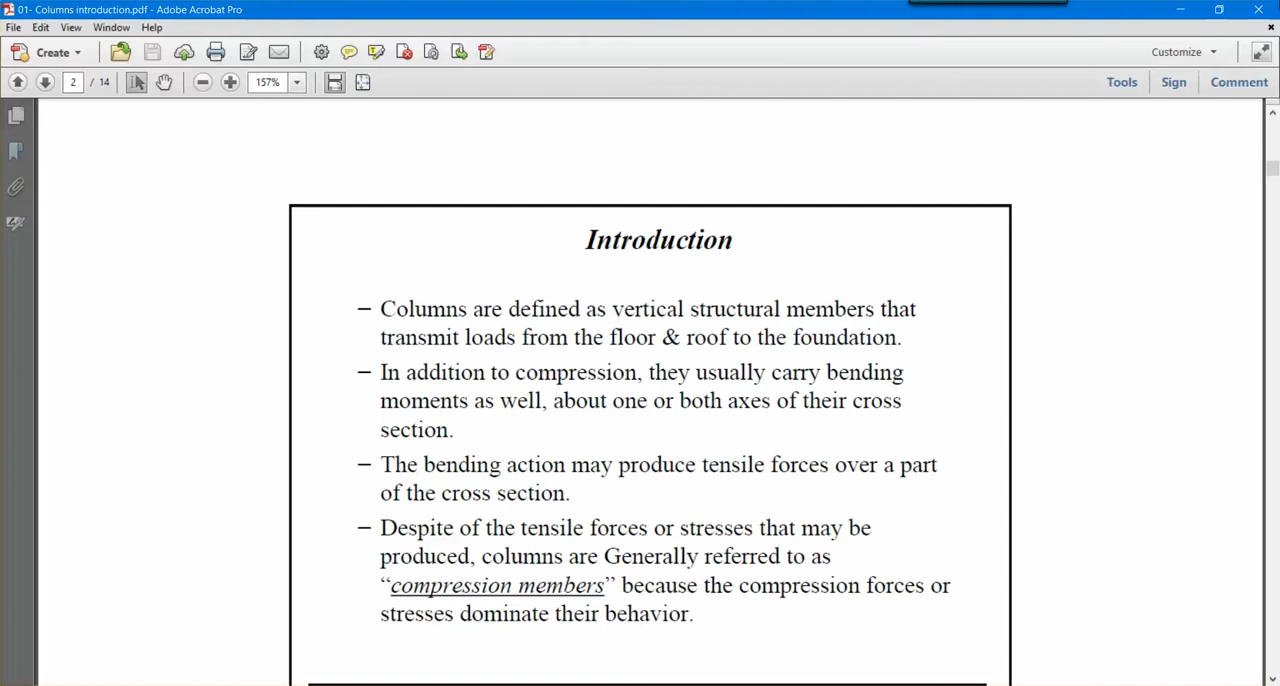 01- Columns introduction.pdf - Adobe Acrobat Pro
File Edit View Window Help
Create
Customize
2 / 14
157%
Tools Sign Comment
Introduction
– Columns are defined as vertical structural members that
transmit loads from the floor & roof to the foundation.
– In addition to compression, they usually carry bending
moments as well, about one or both axes of their cross
section.
– The bending action may produce tensile forces over a part
of the cross section.
– Despite of the tensile forces or stresses that may be
produced, columns are Generally referred to as
“compression members” because the compression forces or
stresses dominate their behavior.